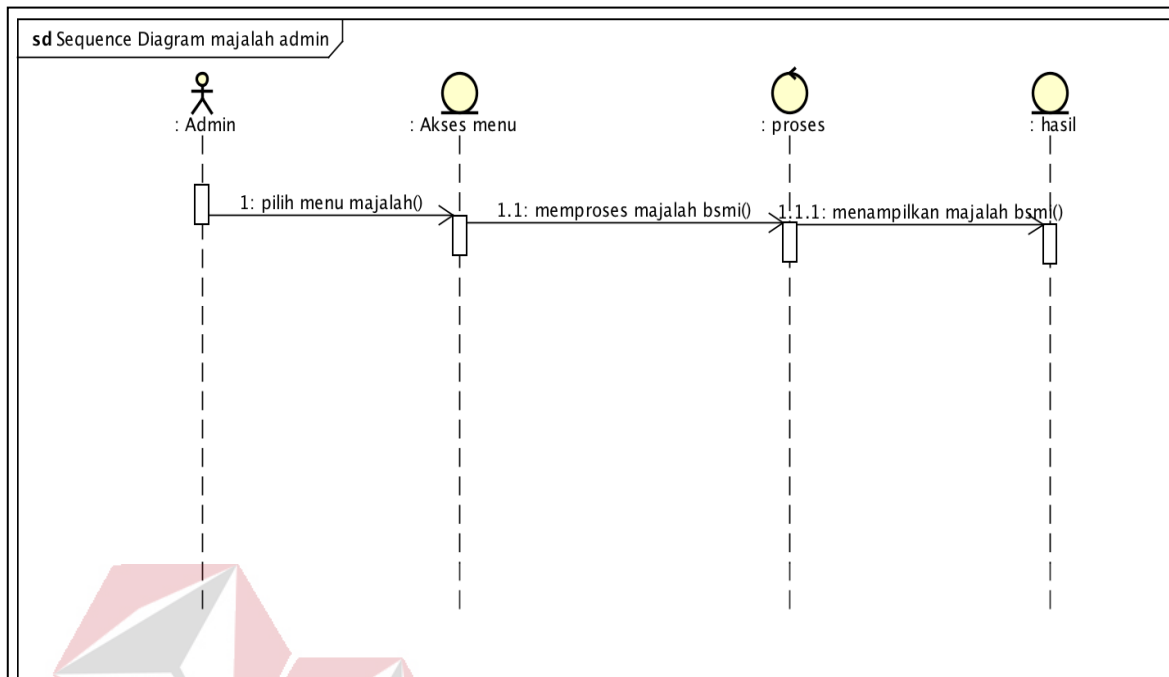 sd Sequence Diagram majalah admin
: Admin
: Akses menu
: proses
: hasil
1: pilih menu majalah()
1.1: memproses majalah bsmi()
1.1.1: menampilkan majalah bsmi()